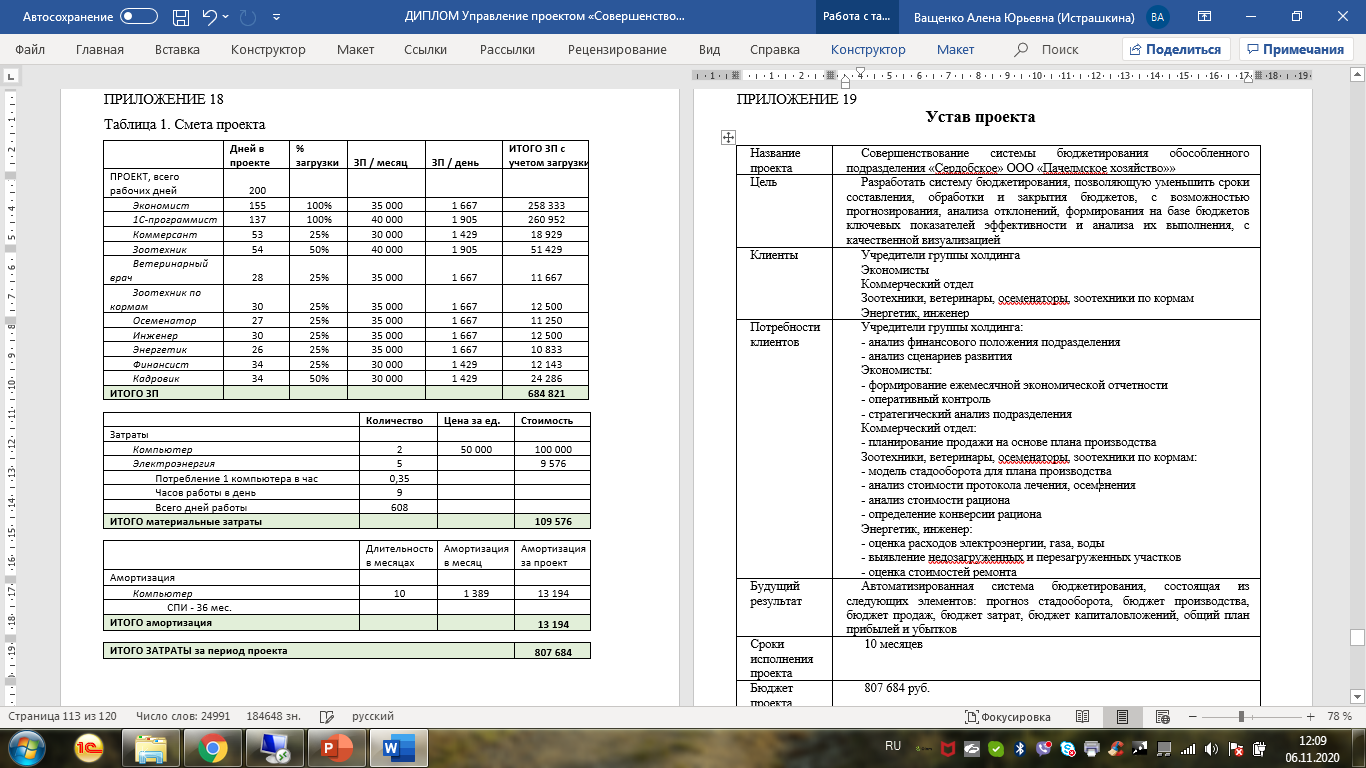 Автосохранение
ДИПЛОМ Управление проектом «Совершенство...
Работа с та...
Ващенко Алена Юрьевна (Истрашкина)
ВА
Файл Главная Вставка Конструктор Макет Ссылки Рассылки Рецензирование Вид Справка Конструктор Макет Поиск Поделиться Примечания
ПРИЛОЖЕНИЕ 18
Таблица 1. Смета проекта
Дней в проекте % загрузки ЗП / месяц ЗП / день ИТОГО ЗП с учетом загрузки
ПРОЕКТ, всего рабочих дней 200
Экономист 155 100% 35 000 1 667 258 333
1С-программист 137 100% 40 000 1 905 260 952
Коммерсант 53 25% 30 000 1 429 18 929
Зоотехник 54 50% 40 000 1 905 51 429
Ветеринарный врач 28 25% 35 000 1 667 11 667
Зоотехник по кормам 30 25% 35 000 1 667 12 500
Осеменатор 27 25% 35 000 1 667 11 250
Инженер 30 25% 35 000 1 667 12 500
Энергетик 26 25% 35 000 1 667 10 833
Финансист 34 25% 30 000 1 429 12 143
Кадровик 34 50% 30 000 1 429 24 286
ИТОГО ЗП 684 821
Количество Цена за ед. Стоимость
Затраты
Компьютер 2 50 000 100 000
Электроэнергия 5 9 576
Потребление 1 компьютера в час 0,35
Часов работы в день 9
Всего дней работы 608
ИТОГО материальные затраты 109 576
Длительность в месяцах Амортизация в месяц Амортизация за проект
Амортизация
Компьютер 10 1 389 13 194
СПИ - 36 мес.
ИТОГО амортизация 13 194
ИТОГО ЗАТРАТЫ за период проекта 807 684
ПРИЛОЖЕНИЕ 19
Устав проекта
Название проекта
Совершенствование системы бюджетирования обособленного
подразделения «Сердобское» ООО «Пачелмское хозяйство»»
Цель
Разработать систему бюджетирования, позволяющую уменьшить сроки
составления, обработки и закрытия бюджетов, с возможностью
прогнозирования, анализа отклонений, формирования на базе бюджетов
ключевых показателей эффективности и анализа их выполнения, с
качественной визуализацией
Клиенты
Учредители группы холдинга
Экономисты
Коммерческий отдел
Зоотехники, ветеринары, осеменаторы, зоотехники по кормам
Энергетик, инженер
Потребности клиентов
Учредители группы холдинга:
- анализ финансового положения подразделения
- анализ сценариев развития
Экономисты:
- формирование ежемесячной экономической отчетности
- оперативный контроль
- стратегический анализ подразделения
Коммерческий отдел:
- планирование продажи на основе плана производства
Зоотехники, ветеринары, осеменаторы, зоотехники по кормам:
- модель стадооборота для плана производства
- анализ стоимости протокола лечения, осеменения
- анализ стоимости рациона
- определение конверсии рациона
Энергетик, инженер:
- оценка расходов электроэнергии, газа, воды
- выявление недозагруженных и перезагруженных участков
- оценка стоимостей ремонта
Будущий результат
Автоматизированная система бюджетирования, состоящая из
следующих элементов: прогноз стадооборота, бюджет производства,
бюджет продаж, бюджет затрат, бюджет капиталовложений, общий план
прибылей и убытков
Сроки исполнения проекта
10 месяцев
Бюджет проекта
807 684 руб.
Страница 113 из 120 Число слов: 24991 184648 зн. русский Фокусировка 78 %
RU
12:09
06.11.2020